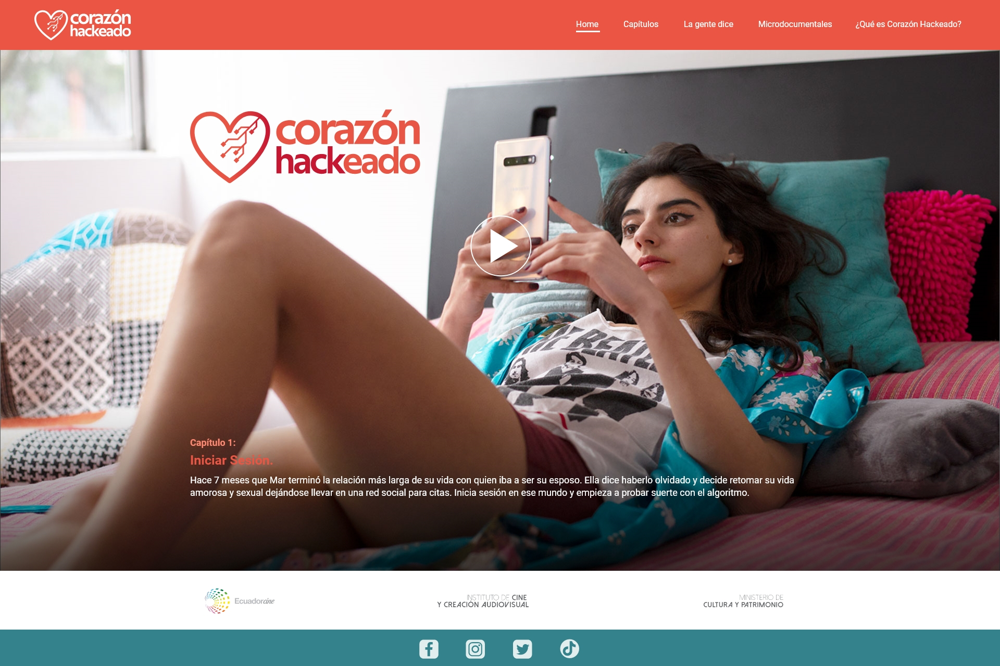 corazón
hackeado
Home
Capítulos
La gente dice
Microdocumentales
¿Qué es Corazón Hackeado?
corazón
hackeado
Capítulo 1:
Iniciar Sesión.
Hace 7 meses que Mar terminó la relación más larga de su vida con quien iba a ser su esposo. Ella dice haberlo olvidado y decide retomar su vida
amorosa y sexual dejándose llevar en una red social para citas. Inicia sesión en ese mundo y empieza a probar suerte con el algoritmo.
Ecuadorcine
INSTITUTO DE CINE
Y CREACIÓN AUDIOVISUAL
MINISTERIO DE
CULTURA Y PATRIMONIO